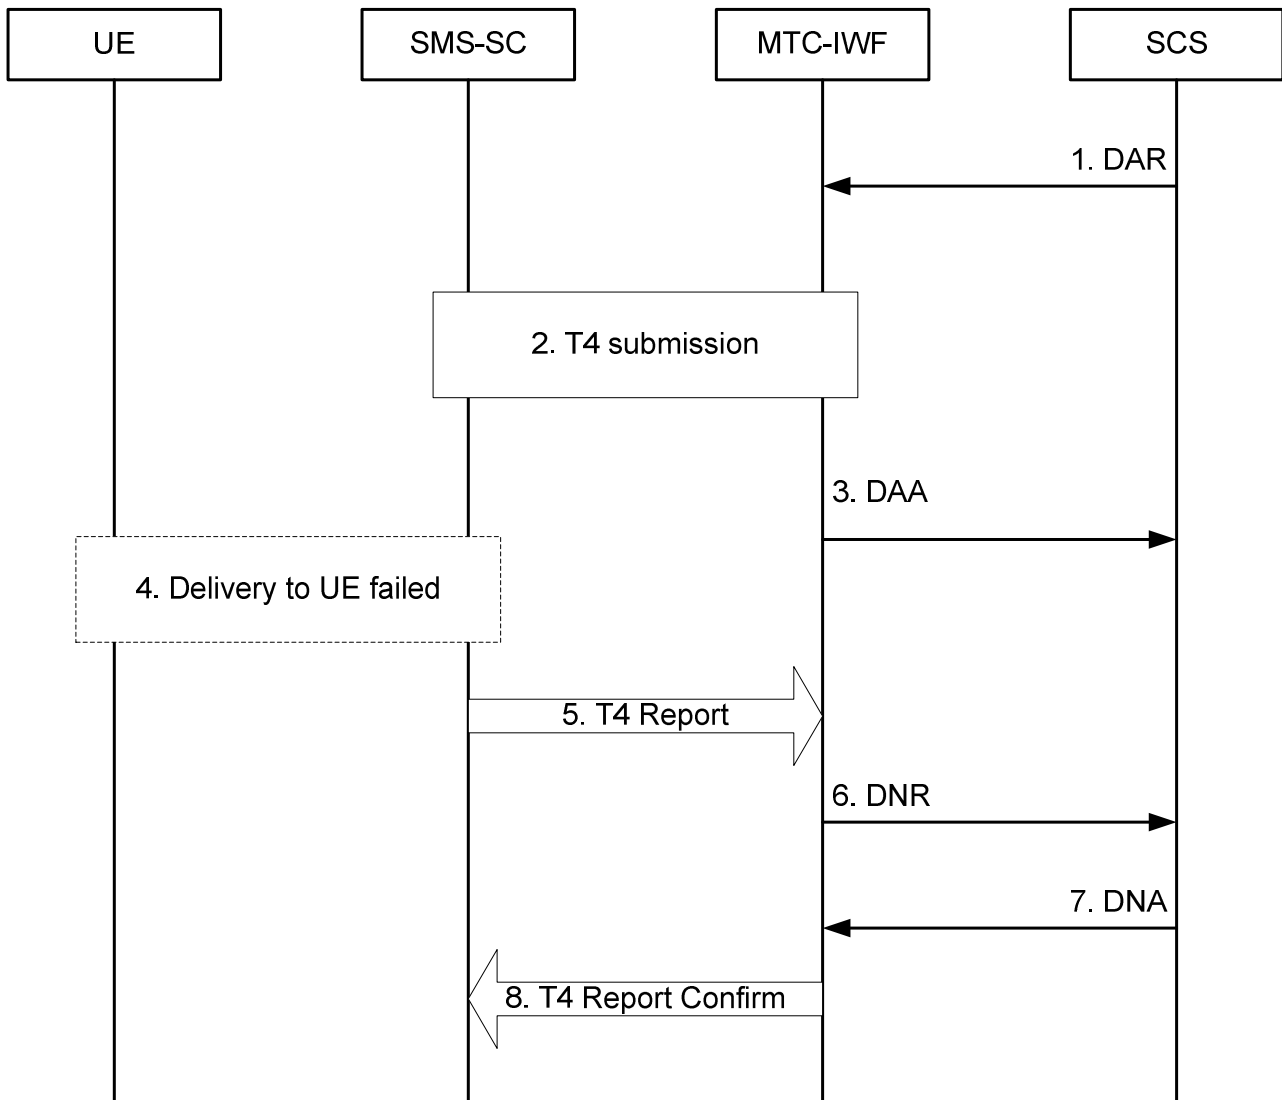 UE
SMS-SC
MTC-IWF
SCS
1. DAR
2. T4 submission
3. DAA
4. Delivery to UE failed
5. T4 Report
6. DNR
7. DNA
8. T4 Report Confirm